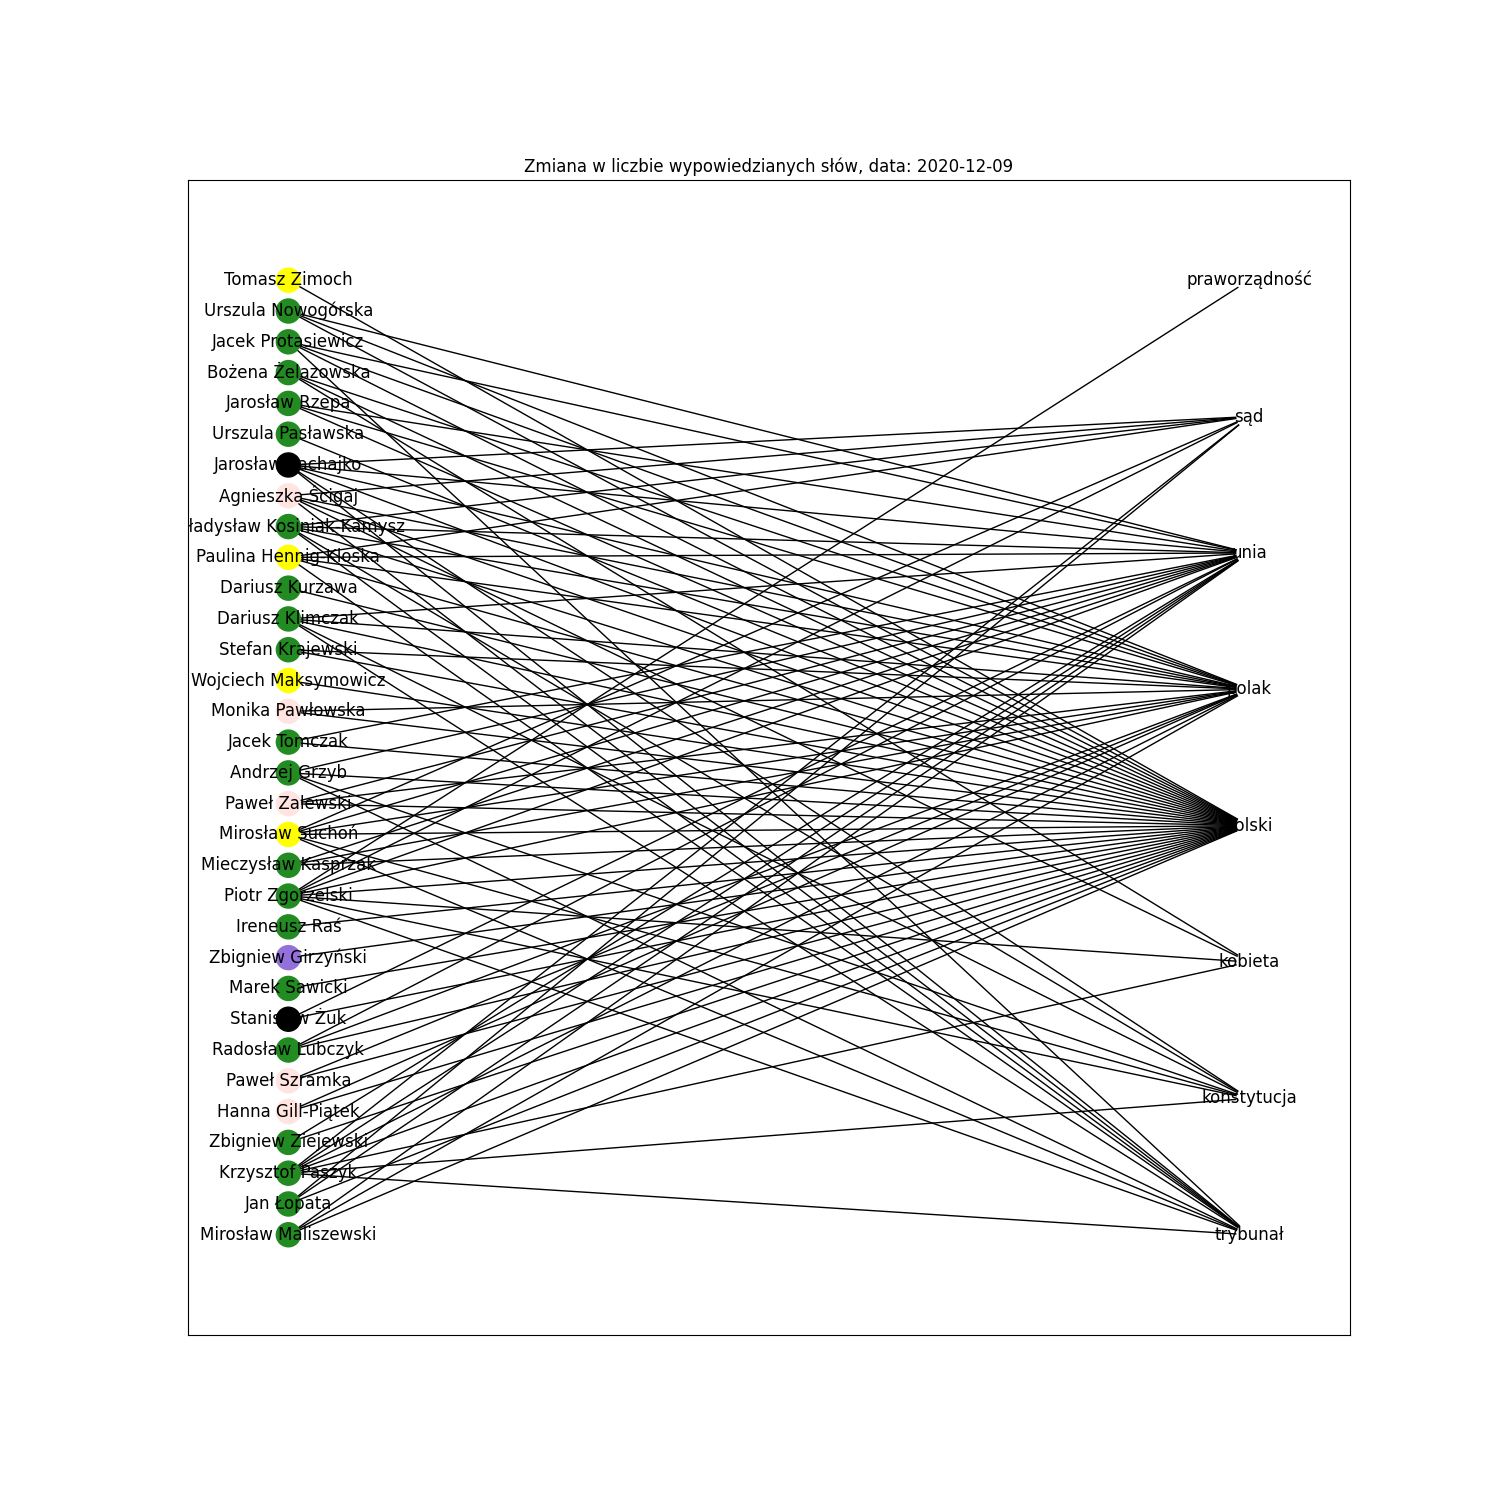 Zmiana w liczbie wypowiedzianych słów, data: 2020-12-09
Tomasz Zimoch
Urszula Nowogórska
Jacek Protasiewicz
Bożena Żelazowska
Jarosław Rzepa
Urszula Pasławska
Jarosław Sachajko
Agnieszka Ścigaj
ładysław Kosiniak-Kamysz
Paulina Hennig-Kloska
Dariusz Kurzawa
Dariusz Klimczak
Stefan Krajewski
Wojciech Maksymowicz
Monika Pawłowska
Jacek Tomczak
Andrzej Grzyb
Paweł Zalewski
Mirosław Suchoń
Mieczysław Kasprzak
Piotr Zgorzelski
Ireneusz Raś
Zbigniew Girzyński
Marek Sawicki
Stanisław Żuk
Radosław Lubczyk
Paweł Szramka
Hanna Gill-Piątek
Zbigniew Ziejewski
Krzysztof Paszyk
Jan Łopata
Mirosław Maliszewski
praworządność
sąd
unia
polak
polski
kobieta
konstytucja
trybunał